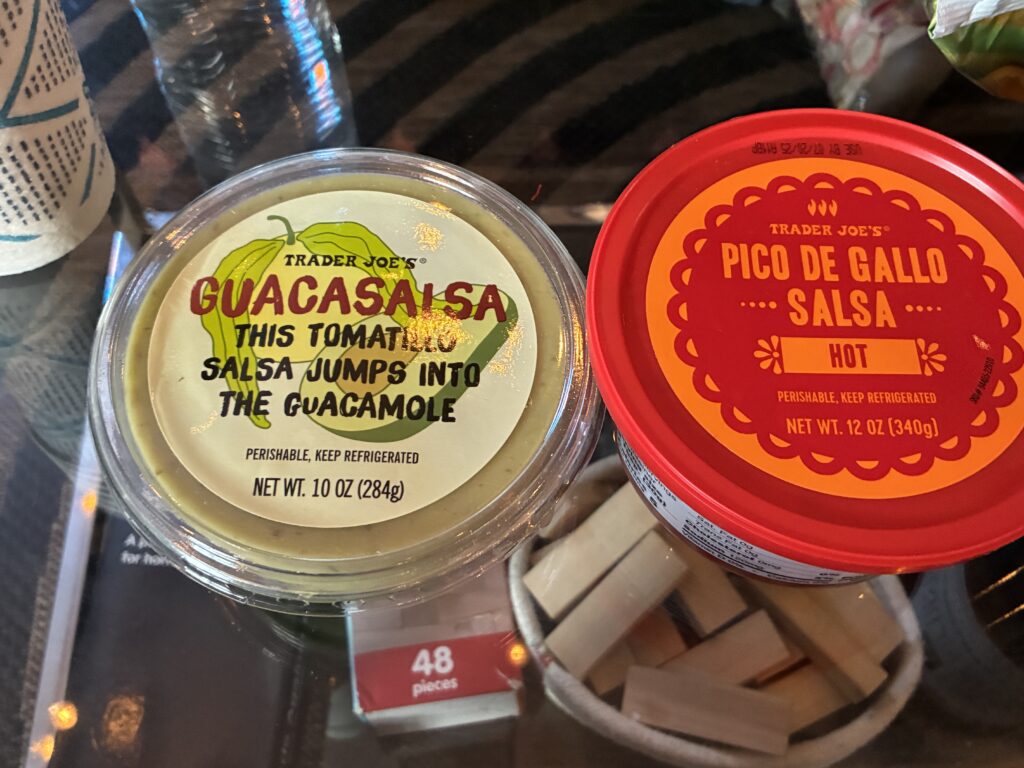 TRADER JOE'S®
GUACASALSA
THIS TOMATILLO
SALSA JUMPS INTO
THE GUACAMOLE
PERISHABLE, KEEP REFRIGERATED
NET WT. 10 OZ (284g)
TRADER JOE'S®
PICO DE GALLO
SALSA
HOT
PERISHABLE, KEEP REFRIGERATED
NET WT. 12 OZ (340g)
48
pieces